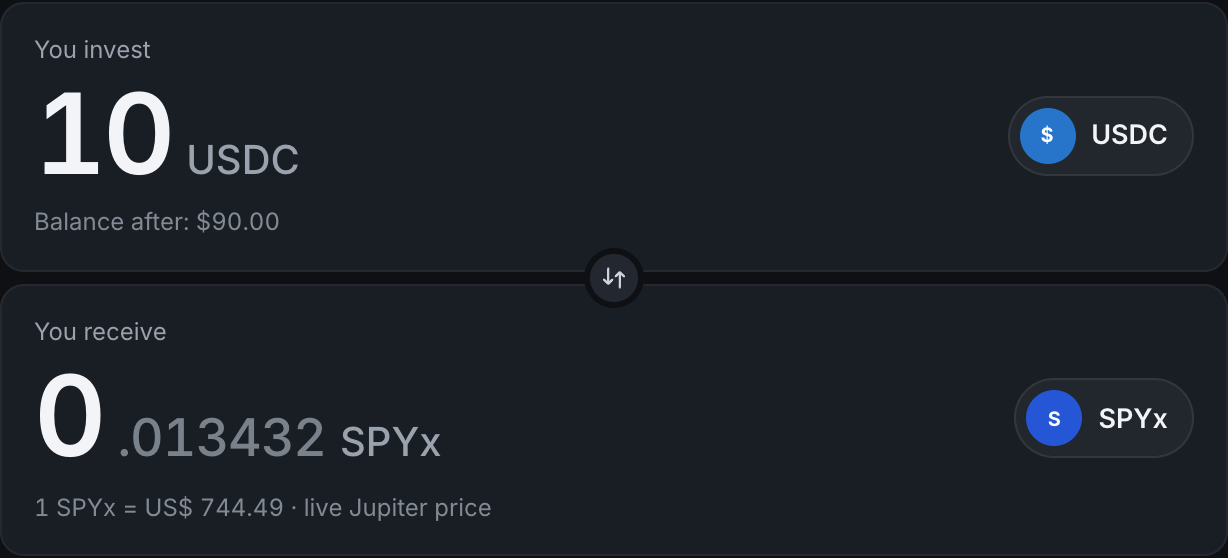 You invest
10 USDC
$ USDC
Balance after: $90.00
You receive
0.013432 SPYx
S SPYx
1 SPYx = US$ 744.49 · live Jupiter price